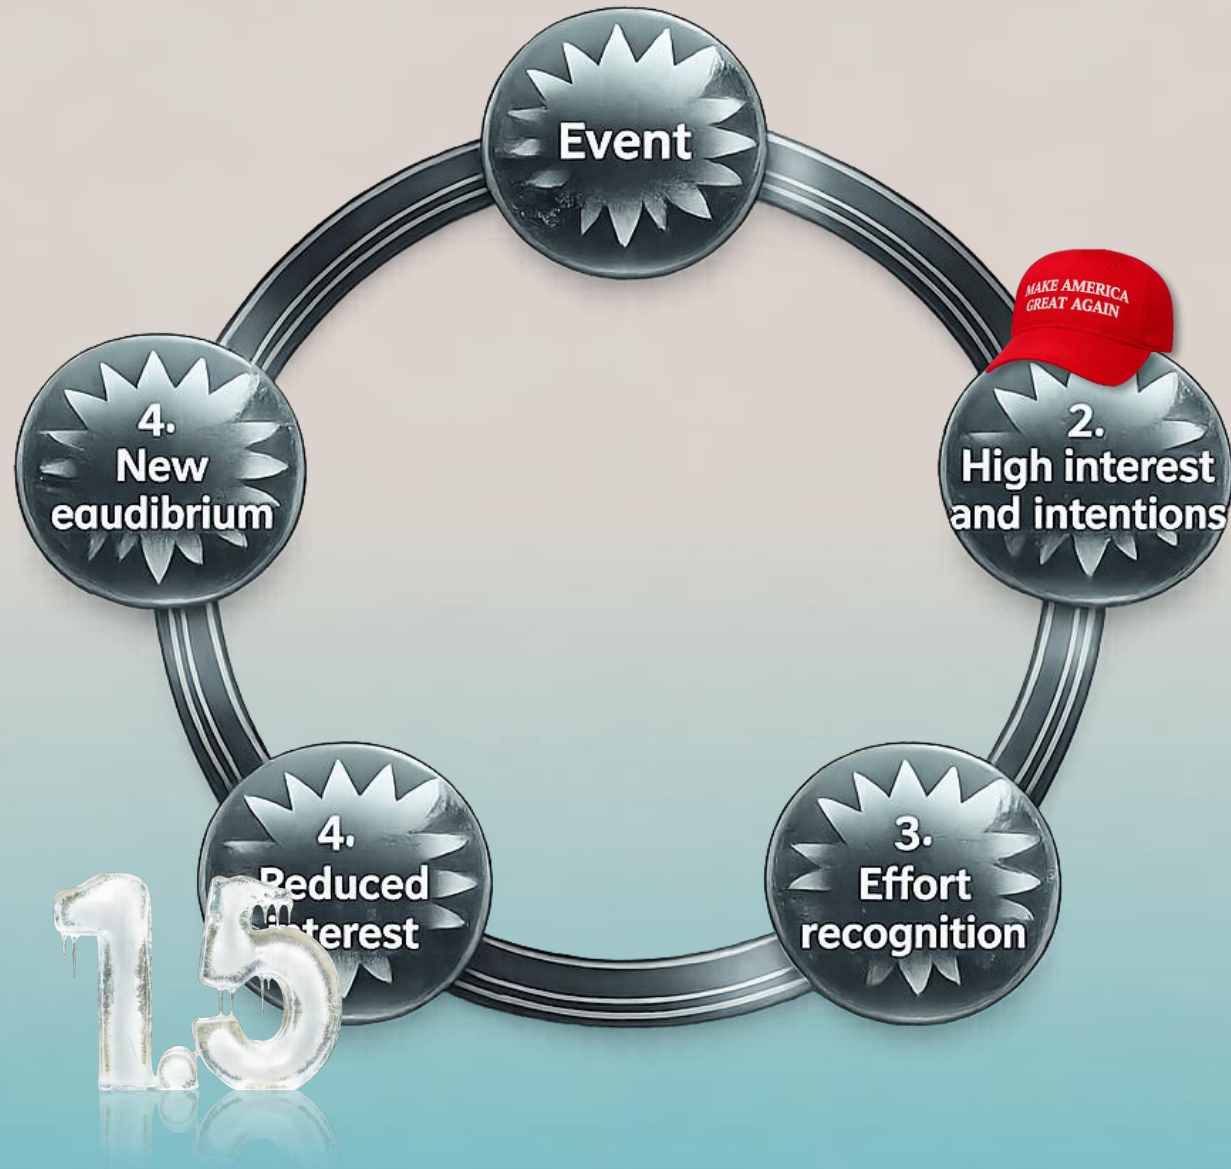 Event
MAKE AMERICA
GREAT AGAIN
2.
High interest
and intentions
3.
Effort
recognition
4.
Reduced
interest
1.5
4.
New
eaudibrium